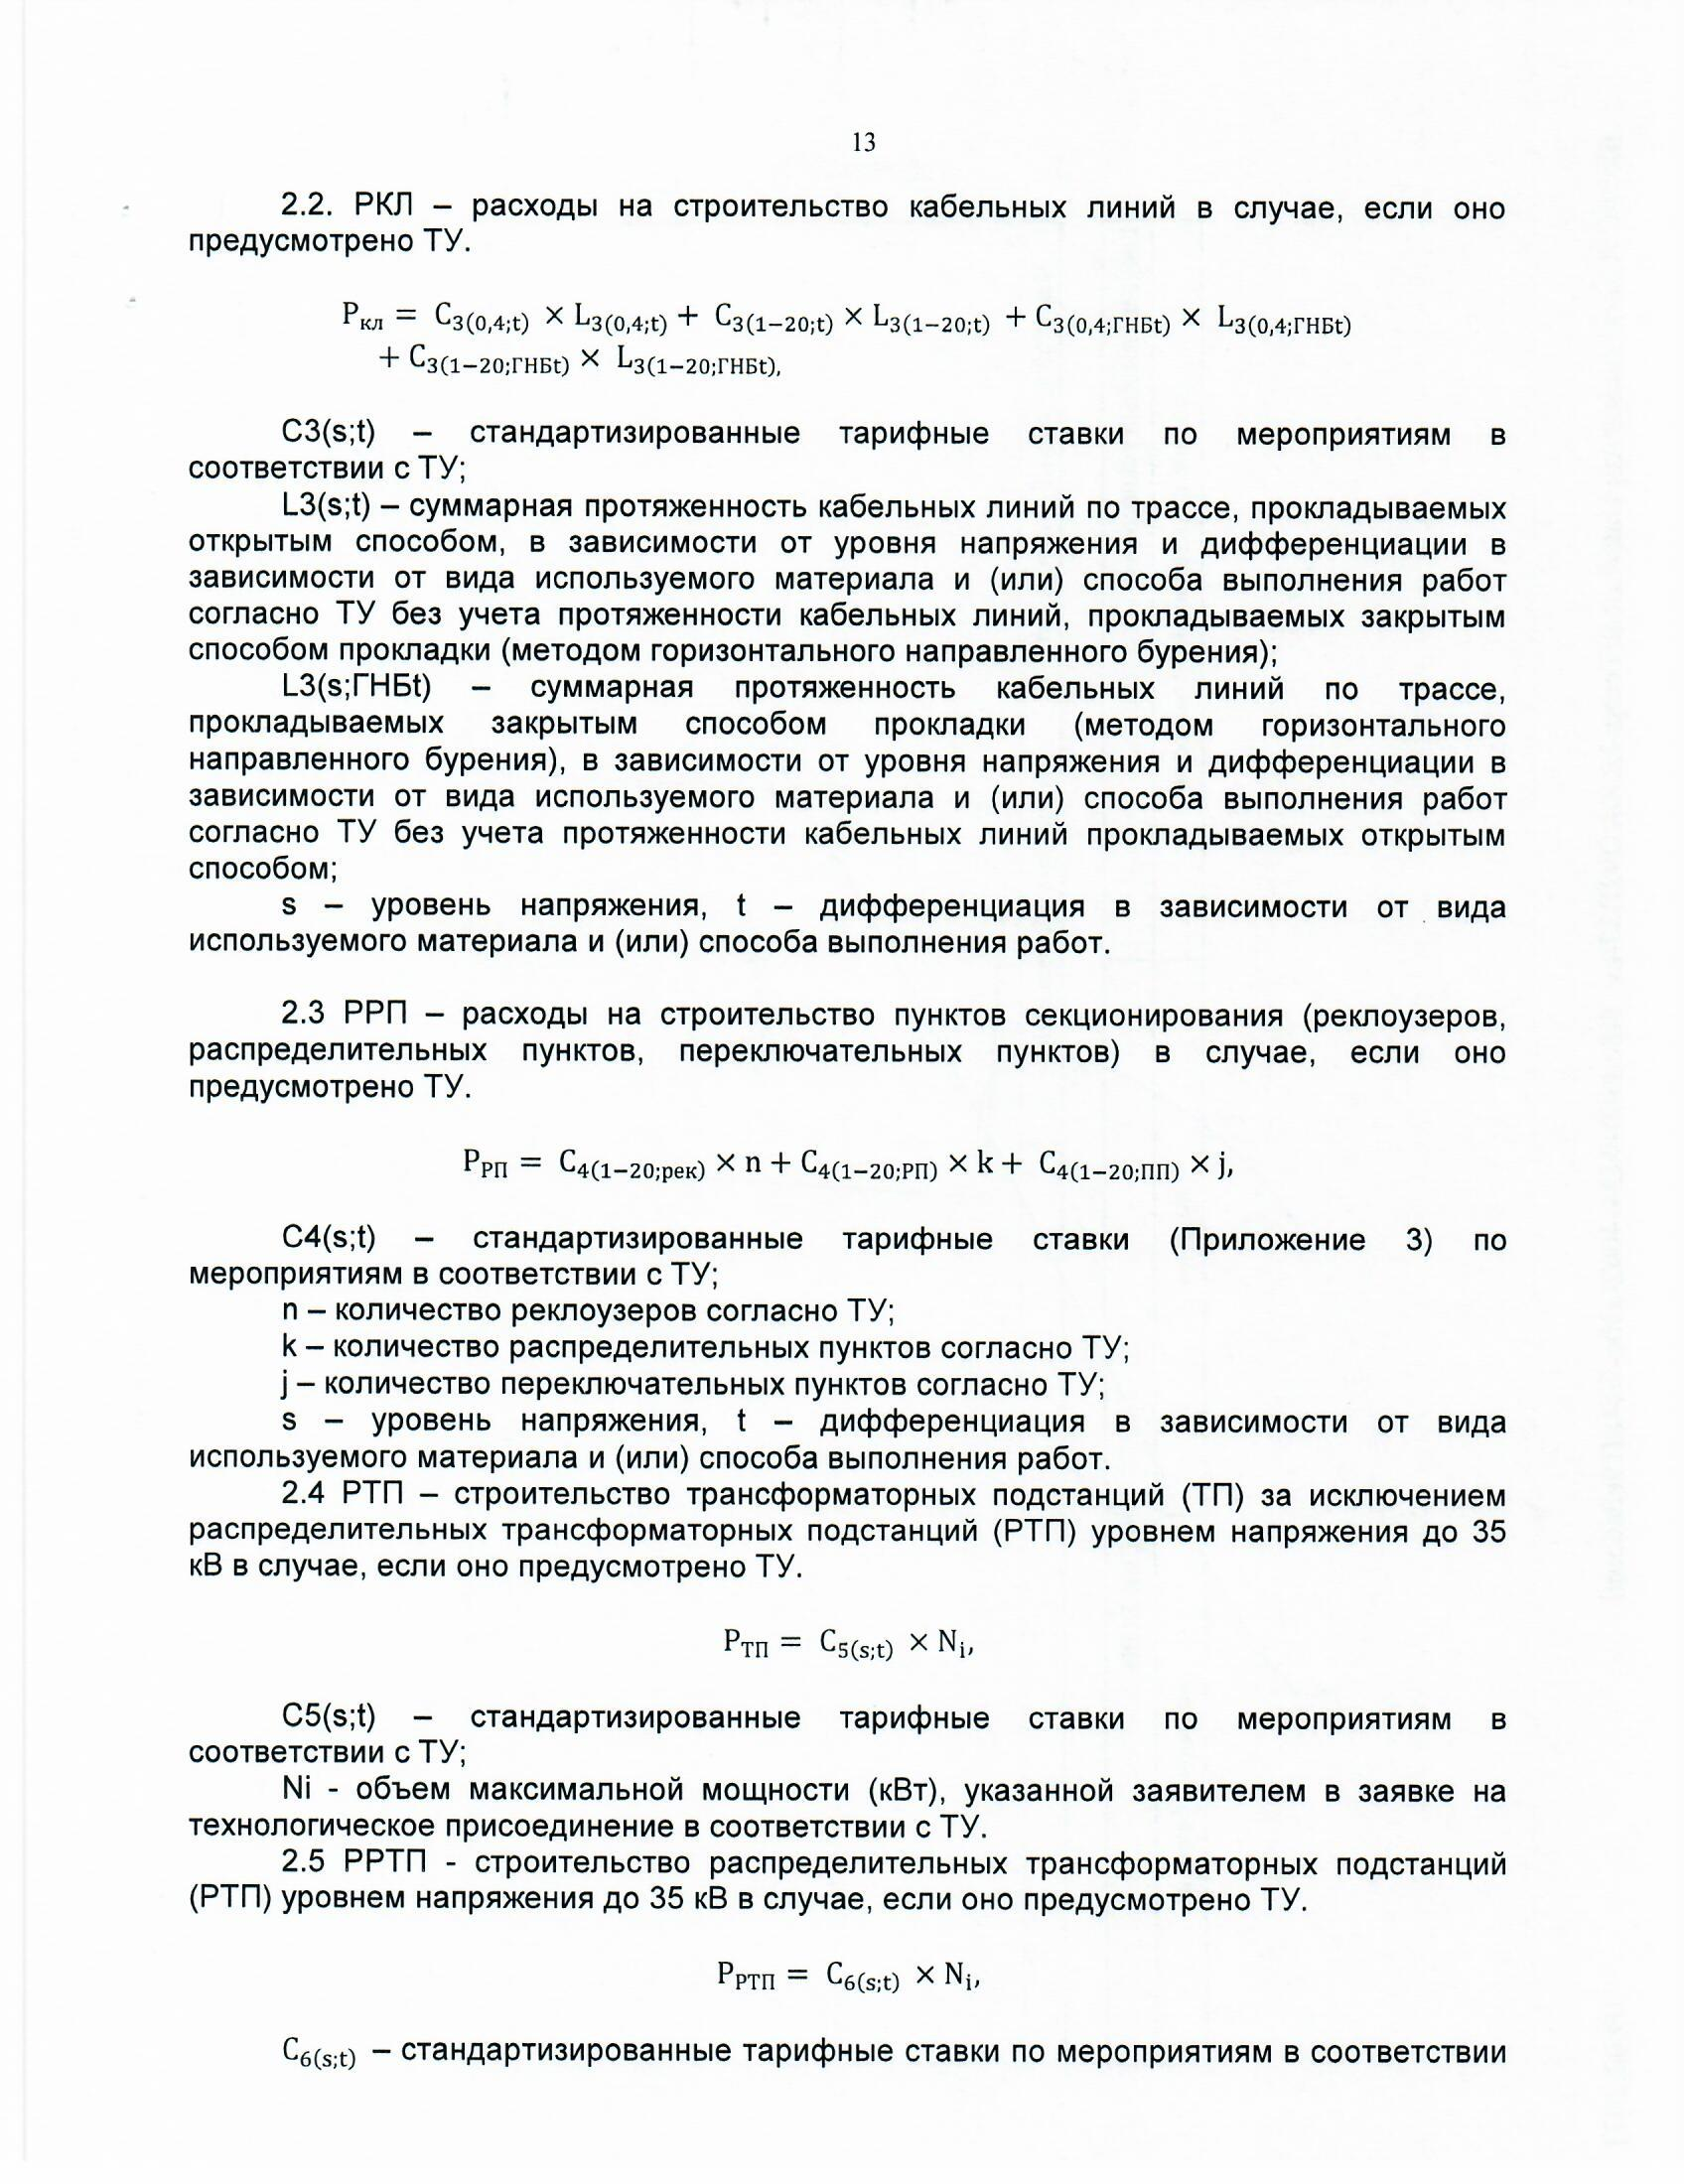 13
2.2. РКЛ – расходы на строительство кабельных линий в случае, если оно
предусмотрено ТУ.
Pкл = C3(0,4;t) × L3(0,4;t) + C3(1−20;t) × L3(1−20;t) + C3(0,4;ГНБt) × L3(0,4;ГНБt)
+ C3(1−20;ГНБt) × L3(1−20;ГНБt),
С3(s;t) – стандартизированные тарифные ставки по мероприятиям в
соответствии с ТУ;
L3(s;t) – суммарная протяженность кабельных линий по трассе, прокладываемых
открытым способом, в зависимости от уровня напряжения и дифференциации в
зависимости от вида используемого материала и (или) способа выполнения работ
согласно ТУ без учета протяженности кабельных линий, прокладываемых закрытым
способом прокладки (методом горизонтального направленного бурения);
L3(s;ГНБt) – суммарная протяженность кабельных линий по трассе,
прокладываемых закрытым способом прокладки (методом горизонтального
направленного бурения), в зависимости от уровня напряжения и дифференциации в
зависимости от вида используемого материала и (или) способа выполнения работ
согласно ТУ без учета протяженности кабельных линий прокладываемых открытым
способом;
s – уровень напряжения, t – дифференциация в зависимости от вида
используемого материала и (или) способа выполнения работ.
2.3 РРП – расходы на строительство пунктов секционирования (реклоузеров,
распределительных пунктов, переключательных пунктов) в случае, если оно
предусмотрено ТУ.
PРП = C4(1−20;рек) × n + C4(1−20;РП) × k + C4(1−20;ПП) × j,
С4(s;t) – стандартизированные тарифные ставки (Приложение 3) по
мероприятиям в соответствии с ТУ;
n – количество реклоузеров согласно ТУ;
k – количество распределительных пунктов согласно ТУ;
j – количество переключательных пунктов согласно ТУ;
s – уровень напряжения, t – дифференциация в зависимости от вида
используемого материала и (или) способа выполнения работ.
2.4 РТП – строительство трансформаторных подстанций (ТП) за исключением
распределительных трансформаторных подстанций (РТП) уровнем напряжения до 35
кВ в случае, если оно предусмотрено ТУ.
PТП = C5(s;t) × Ni,
С5(s;t) – стандартизированные тарифные ставки по мероприятиям в
соответствии с ТУ;
Ni - объем максимальной мощности (кВт), указанной заявителем в заявке на
технологическое присоединение в соответствии с ТУ.
2.5 РРТП - строительство распределительных трансформаторных подстанций
(РТП) уровнем напряжения до 35 кВ в случае, если оно предусмотрено ТУ.
PРТП = C6(s;t) × Ni,
C6(s;t) – стандартизированные тарифные ставки по мероприятиям в соответствии